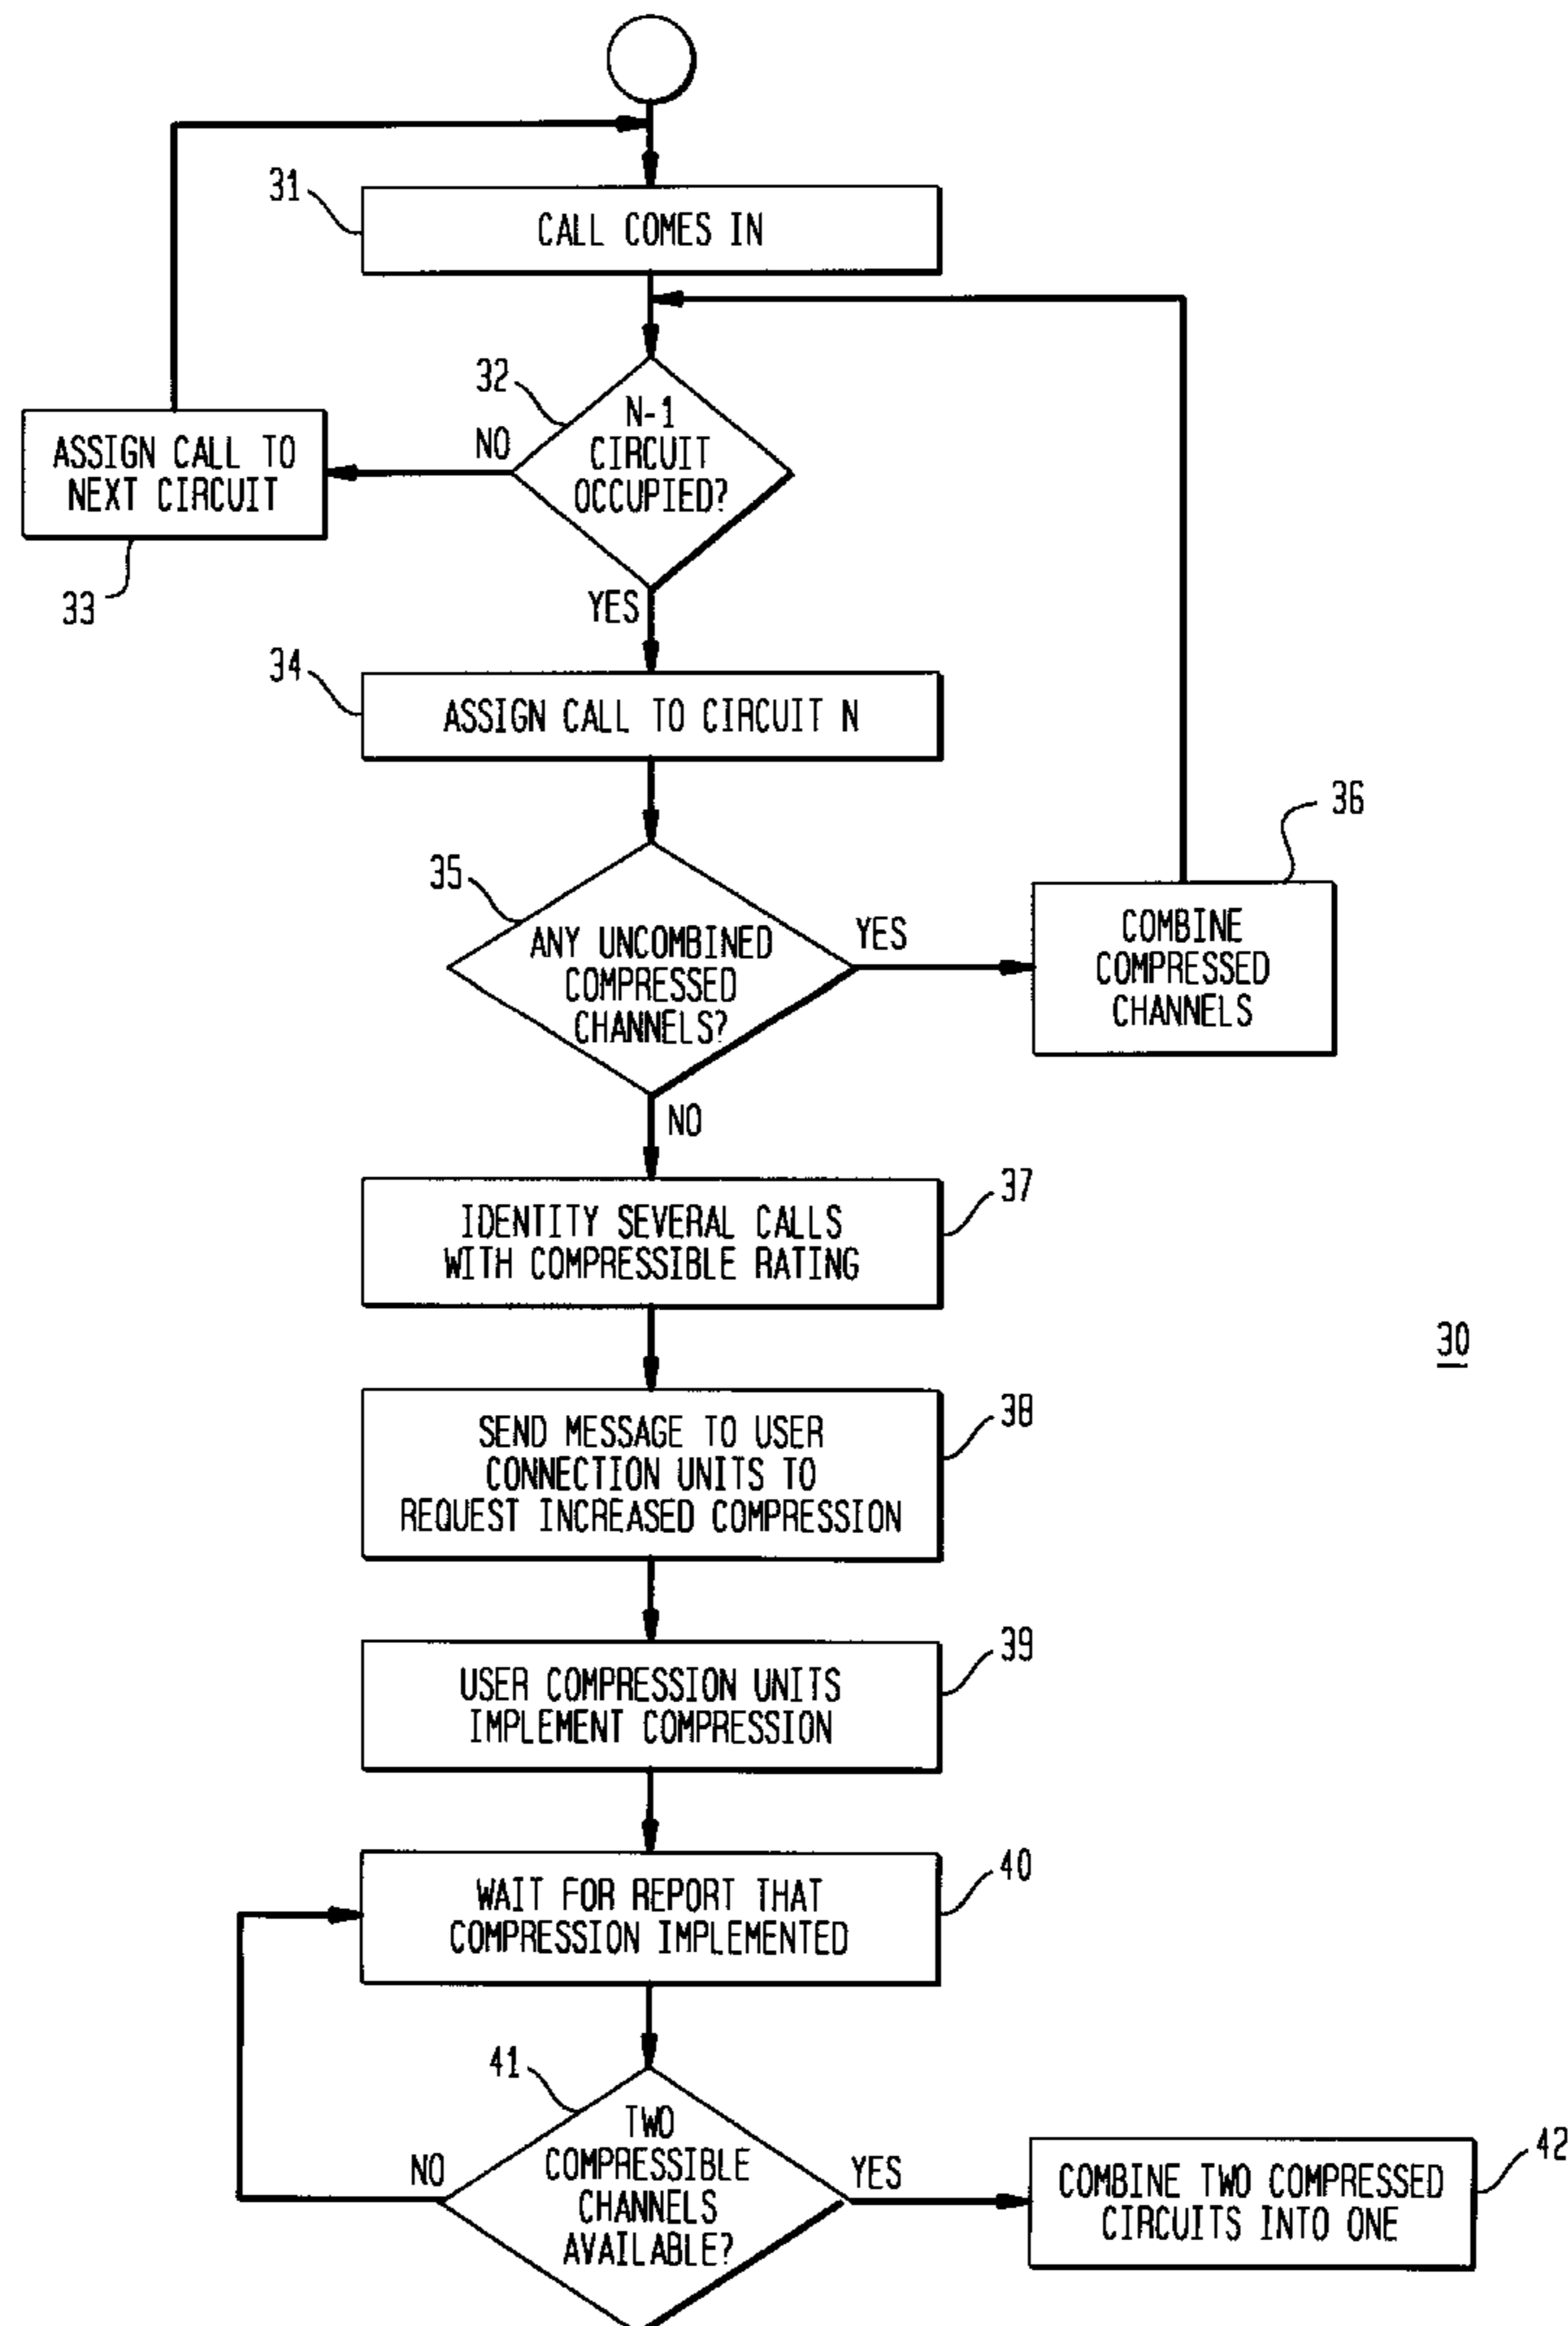 31
CALL COMES IN
32
N-1
CIRCUIT
OCCUPIED?
NO
ASSIGN CALL TO
NEXT CIRCUIT
33
YES
34
ASSIGN CALL TO CIRCUIT N
36
35
ANY UNCOMBINED
COMPRESSED
CHANNELS?
YES
COMBINE
COMPRESSED
CHANNELS
NO
37
IDENTITY SEVERAL CALLS
WITH COMPRESSIBLE RATING
30
38
SEND MESSAGE TO USER
CONNECTION UNITS TO
REQUEST INCREASED COMPRESSION
39
USER COMPRESSION UNITS
IMPLEMENT COMPRESSION
40
WAIT FOR REPORT THAT
COMPRESSION IMPLEMENTED
41
TWO
COMPRESSIBLE
CHANNELS
AVAILABLE?
NO
YES
42
COMBINE TWO COMPRESSED
CIRCUITS INTO ONE